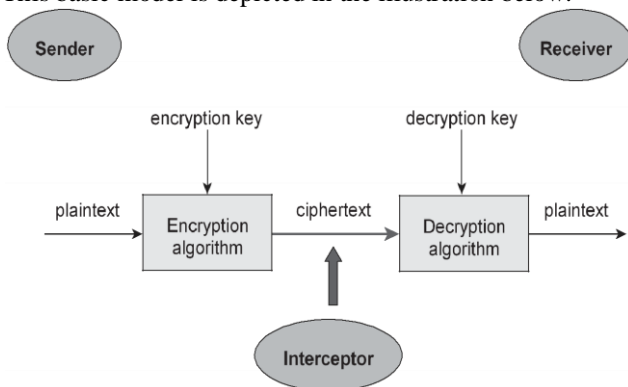 This basic model is depicted in the illustration below:
Sender
Receiver
encryption key
decryption key
plaintext
Encryption algorithm
ciphertext
Decryption algorithm
plaintext
Interceptor